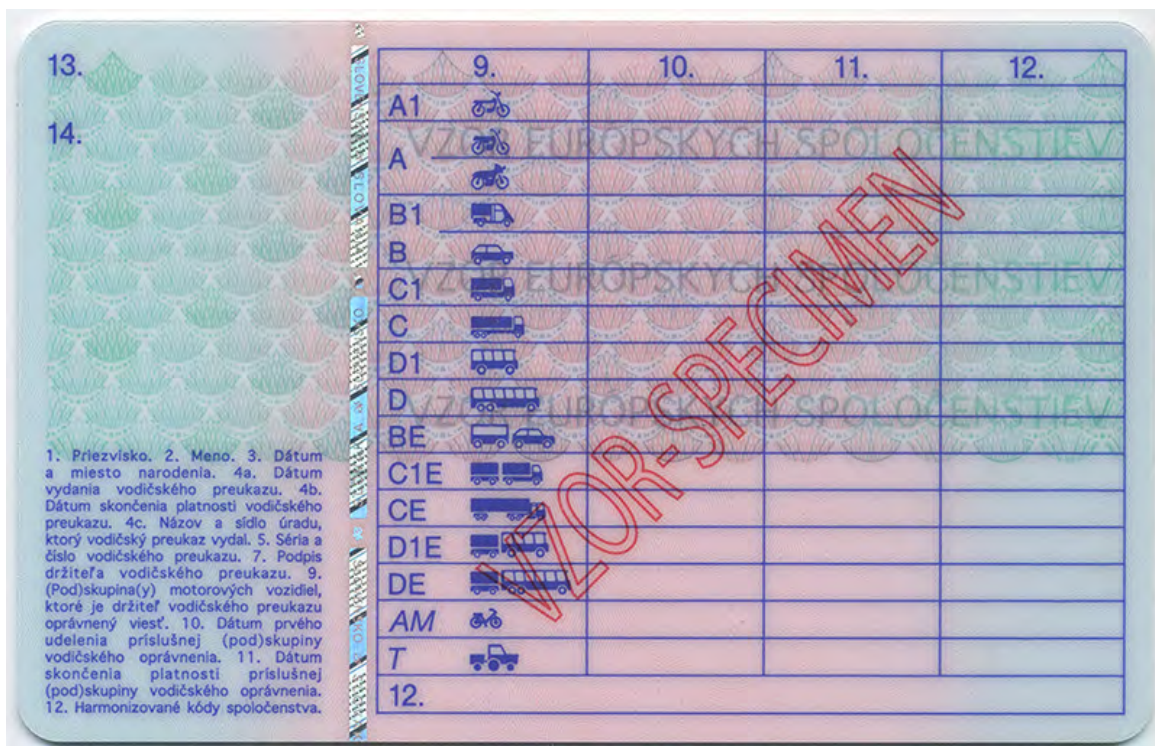 13.
14.
1. Priezvisko. 2. Meno. 3. Dátum
a miesto narodenia. 4a. Dátum
vydania vodičského preukazu. 4b.
Dátum skončenia platnosti vodičského
preukazu. 4c. Názov a sídlo úradu,
ktorý vodičský preukaz vydal. 5. Séria a
číslo vodičského preukazu. 7. Podpis
držiteľa vodičského preukazu. 9.
(Pod)skupina(y) motorových vozidiel,
ktoré je držiteľ vodičského preukazu
oprávnený viesť. 10. Dátum prvého
udelenia príslušnej (pod)skupiny
vodičského oprávnenia. 11. Dátum
skončenia platnosti príslušnej
(pod)skupiny vodičského oprávnenia.
12. Harmonizované kódy spoločenstva.
9. 10. 11. 12.
A1
VZOR EURÓPSKYCH SPOLOČENSTIEV
A
B1
B
VZOR EURÓPSKYCH SPOLOČENSTIEV
C1
C
D1
D
VZOR EURÓPSKYCH SPOLOČENSTIEV
BE
C1E
CE
D1E
DE
AM
T
12.
VZOR-SPECIMEN